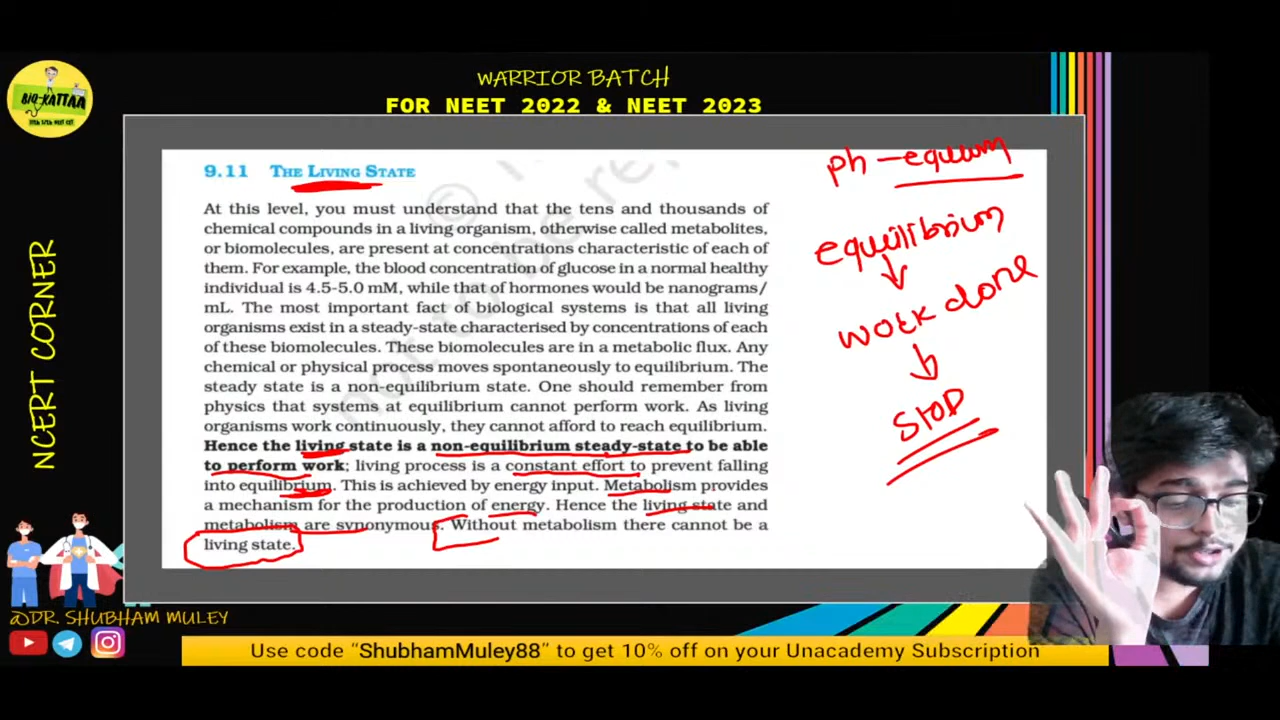 WARRIOR BATCH
FOR NEET 2022 & NEET 2023
BIO-KATTAA
NCERT CORNER
9.11 THE LIVING STATE
At this level, you must understand that the tens and thousands of
chemical compounds in a living organism, otherwise called metabolites,
or biomolecules, are present at concentrations characteristic of each of
them. For example, the blood concentration of glucose in a normal healthy
individual is 4.5-5.0 mM, while that of hormones would be nanograms/
mL. The most important fact of biological systems is that all living
organisms exist in a steady-state characterised by concentrations of each
of these biomolecules. These biomolecules are in a metabolic flux. Any
chemical or physical process moves spontaneously to equilibrium. The
steady state is a non-equilibrium state. One should remember from
physics that systems at equilibrium cannot perform work. As living
organisms work continuously, they cannot afford to reach equilibrium.
Hence the living state is a non-equilibrium steady-state to be able
to perform work; living process is a constant effort to prevent falling
into equilibrium. This is achieved by energy input. Metabolism provides
a mechanism for the production of energy. Hence the living state and
metabolism are synonymous. Without metabolism there cannot be a
living state.
© not to be re
ph -
equilibrium
work done
STOP
@DR. SHUBHAM MULEY
Use code “ShubhamMuley88” to get 10% off on your Unacademy Subscription